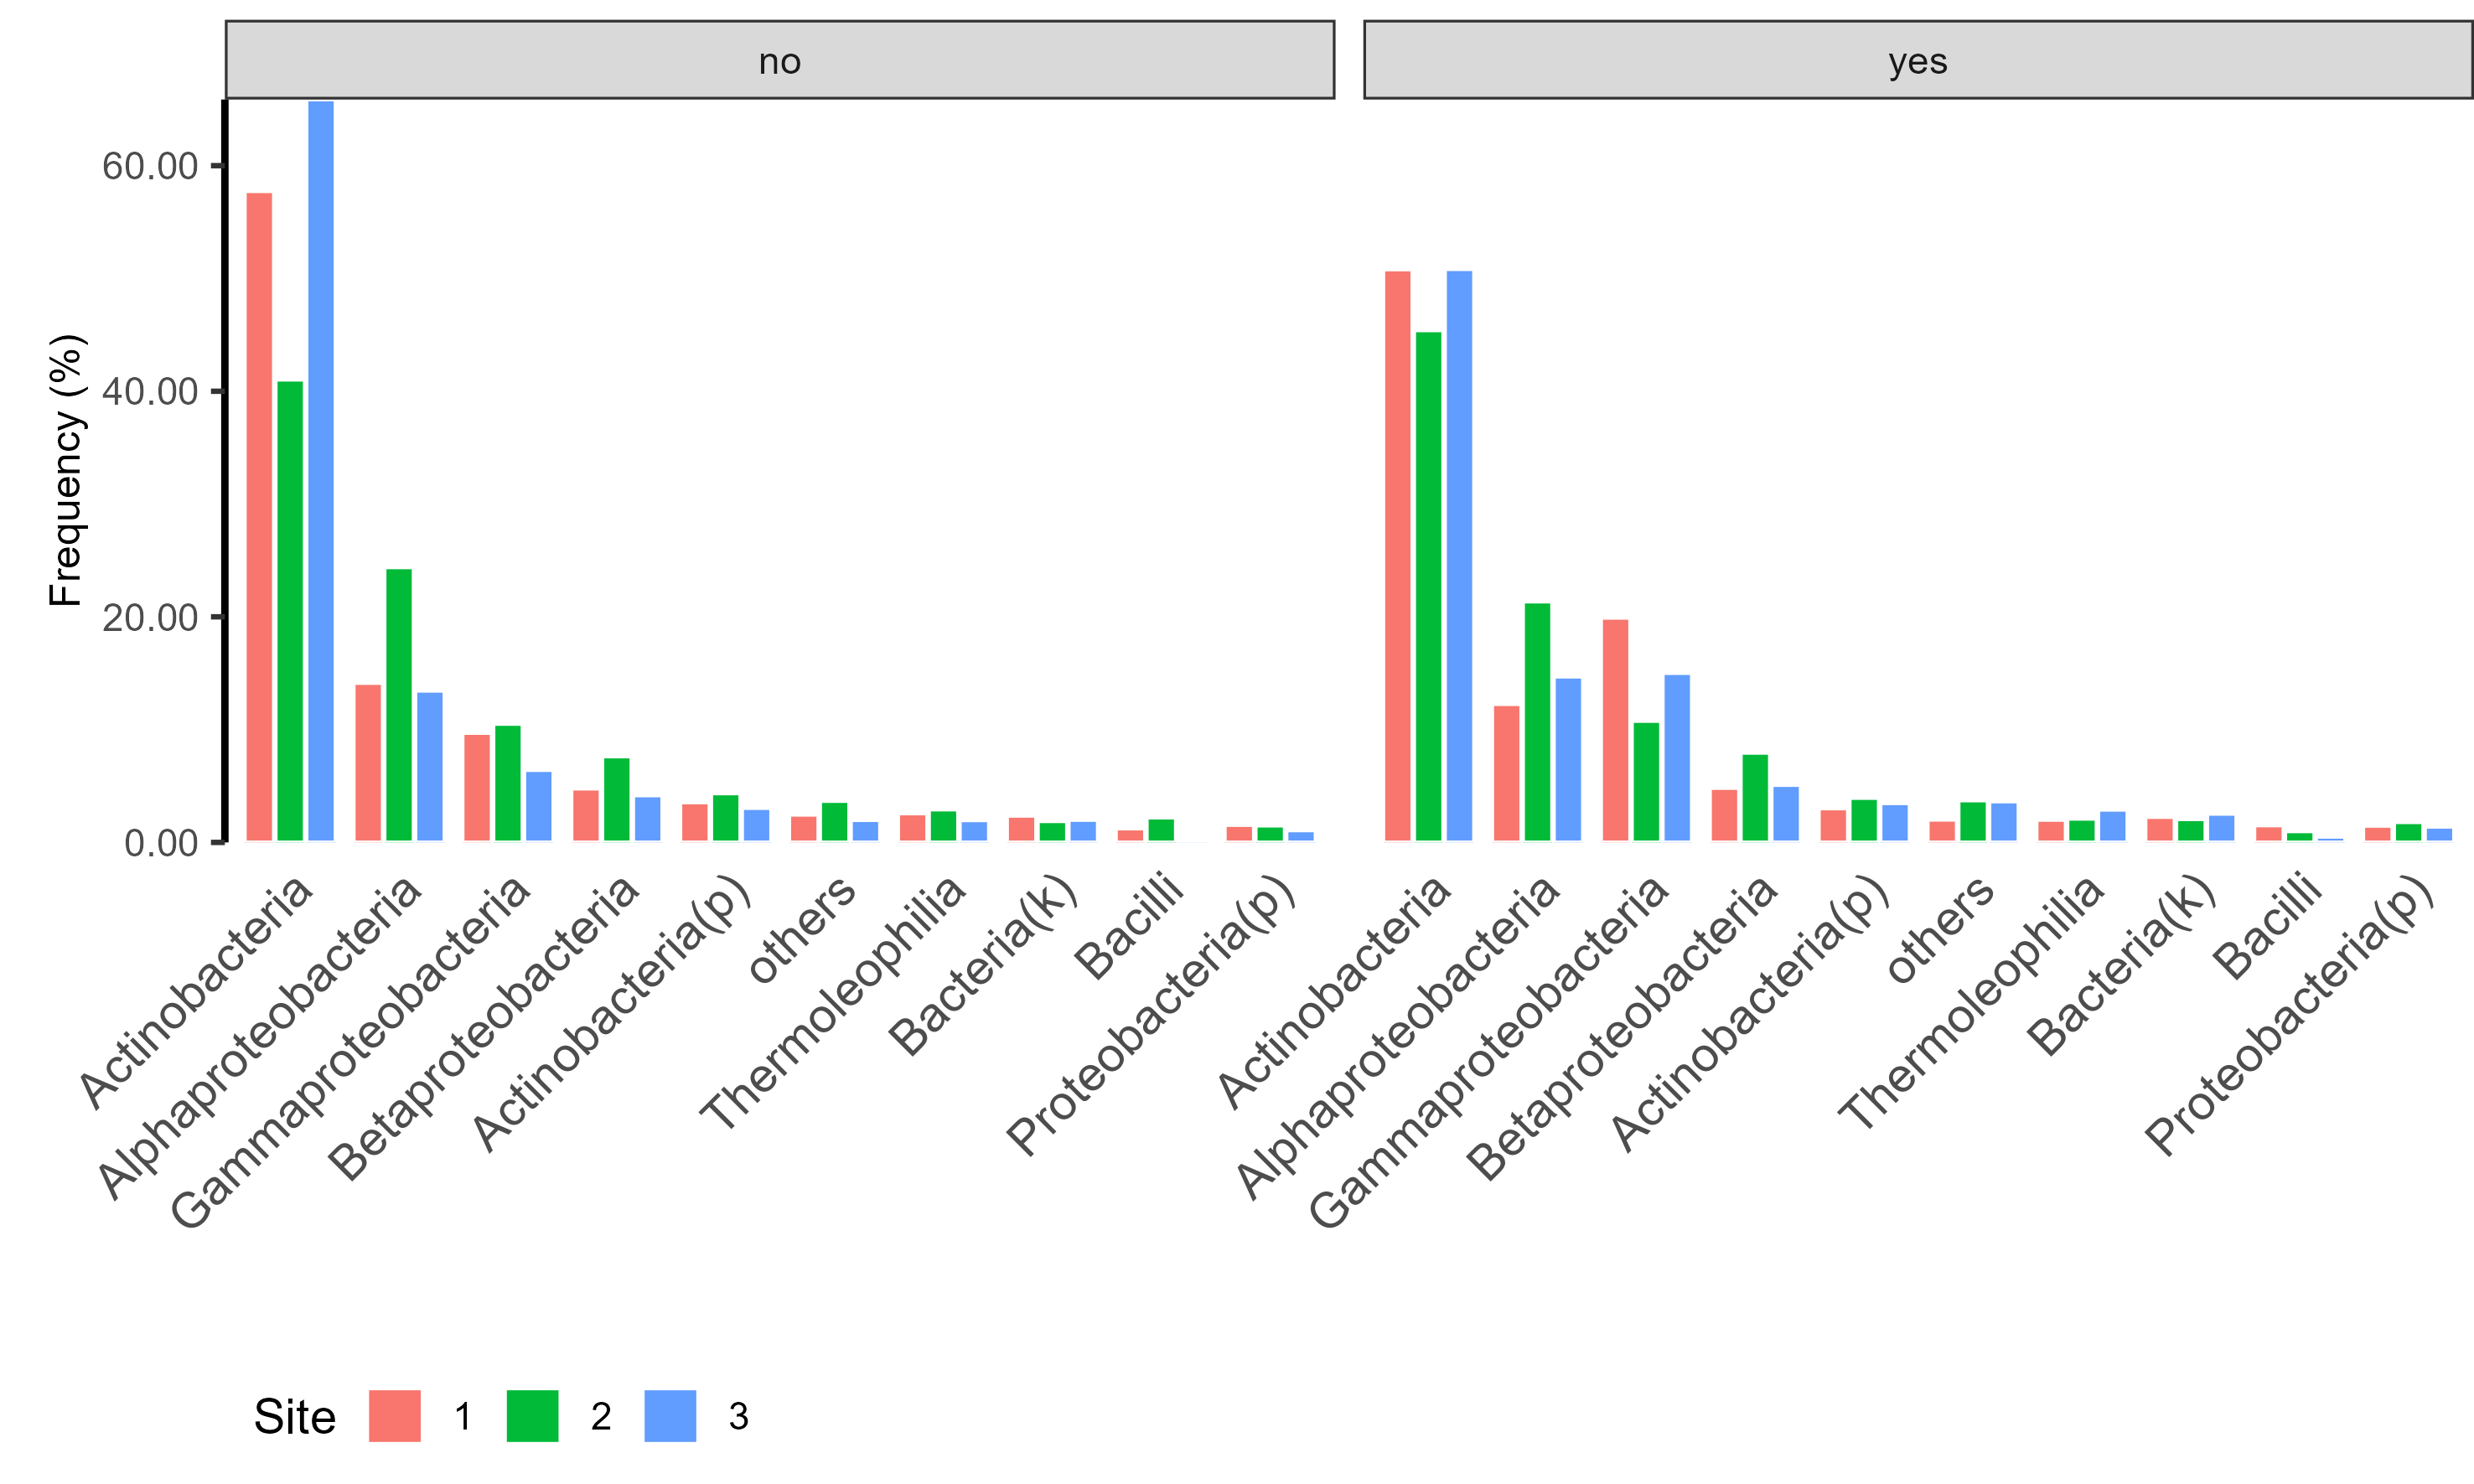 no
yes
Frequency (%)
60.00
40.00
20.00
0.00
Actinobacteria
Alphaproteobacteria
Gammaproteobacteria
Betaproteobacteria
Actinobacteria(p)
others
Thermoleophilia
Bacteria(k)
Bacilli
Proteobacteria(p)
Actinobacteria
Alphaproteobacteria
Gammaproteobacteria
Betaproteobacteria
Actinobacteria(p)
others
Thermoleophilia
Bacteria(k)
Bacilli
Proteobacteria(p)
Site 1 2 3